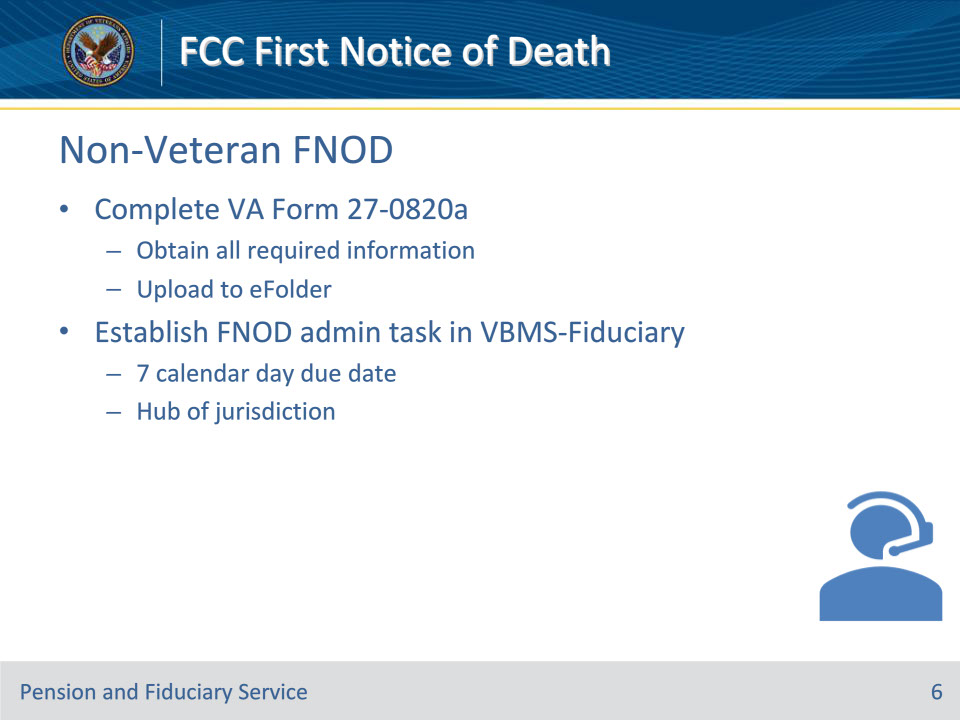 FCC First Notice of Death
Non-Veteran FNOD
• Complete VA Form 27-0820a
– Obtain all required information
– Upload to eFolder
• Establish FNOD admin task in VBMS-Fiduciary
– 7 calendar day due date
– Hub of jurisdiction
Pension and Fiduciary Service
6